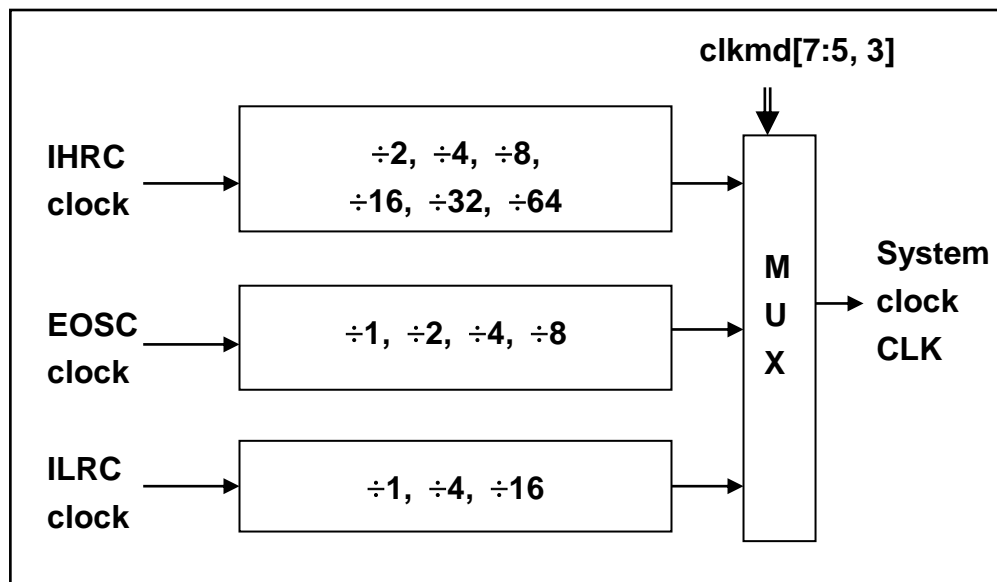 clkmd[7:5, 3]
IHRC
clock
÷2, ÷4, ÷8,
÷16, ÷32, ÷64
EOSC
clock
÷1, ÷2, ÷4, ÷8
ILRC
clock
÷1, ÷4, ÷16
M
U
X
System
clock
CLK